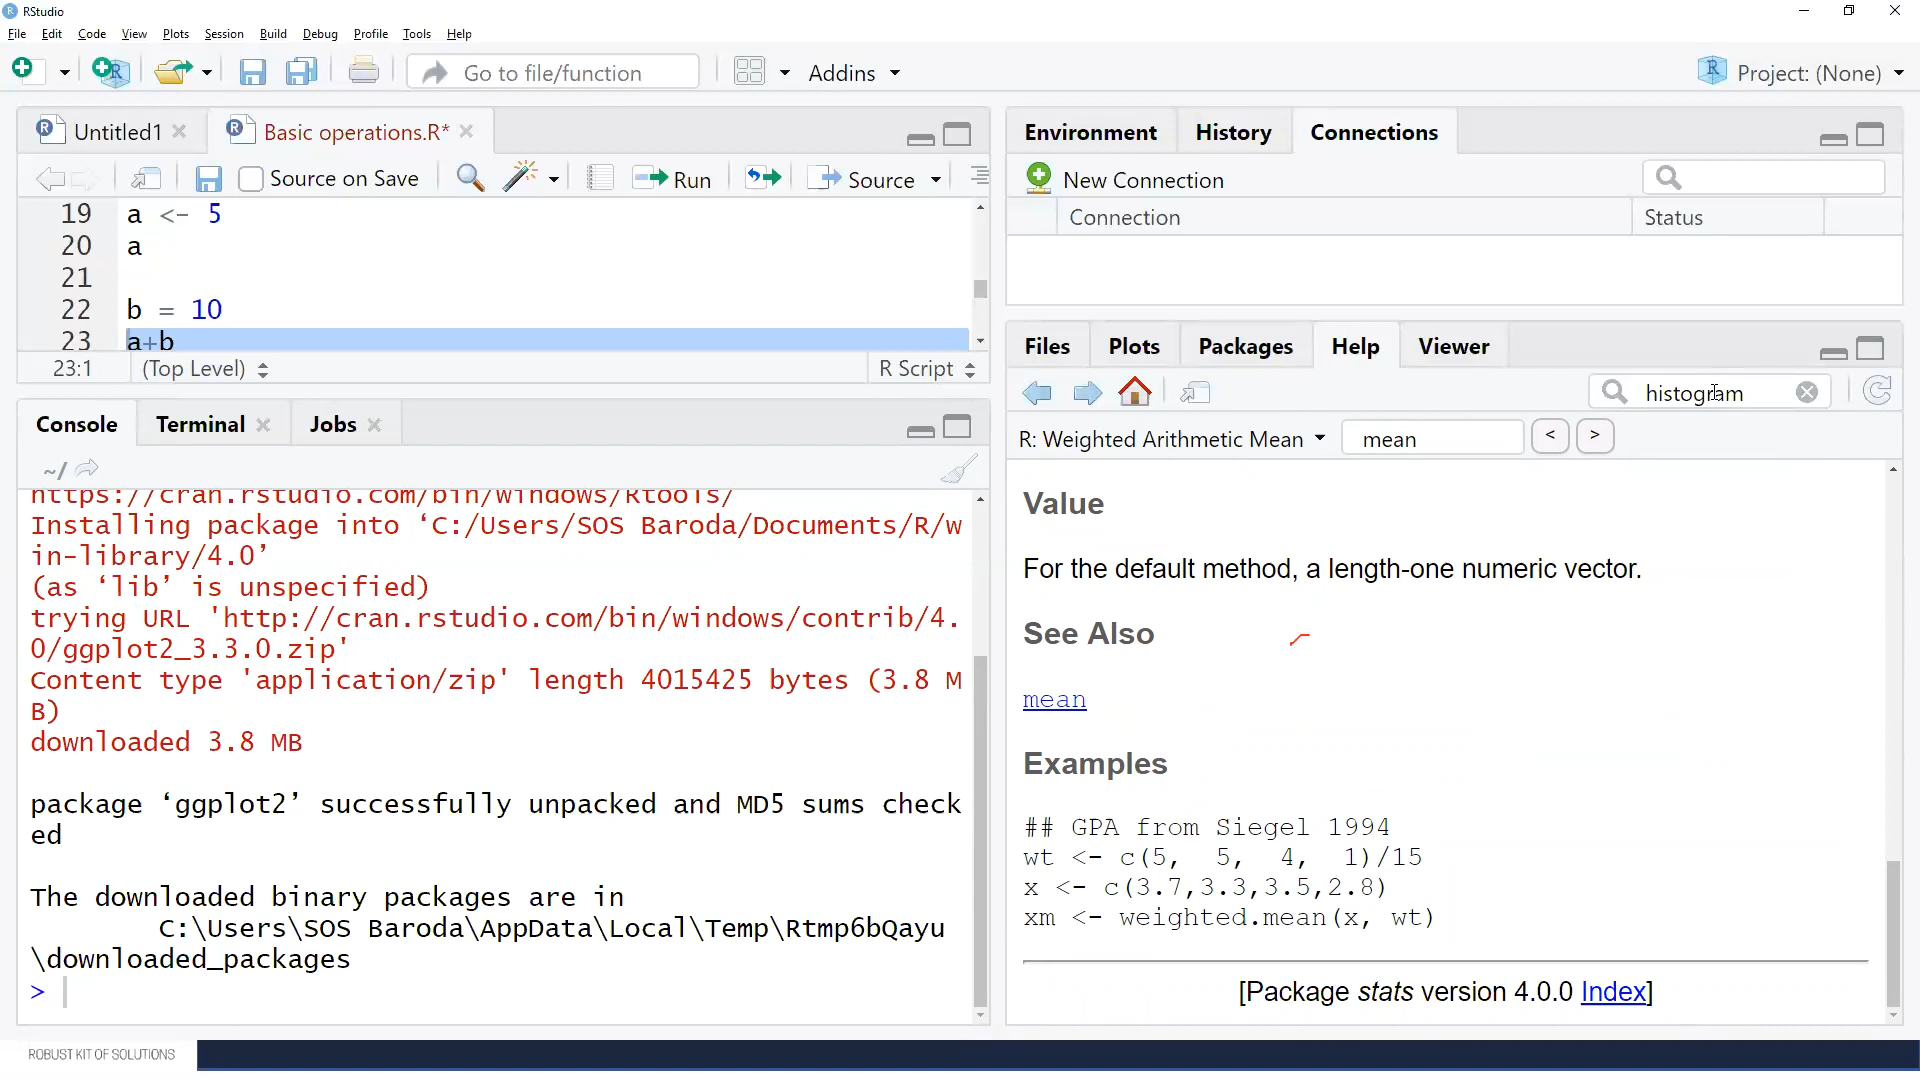 RStudio
File Edit Code View Plots Session Build Debug Profile Tools Help
Go to file/function Addins Project: (None)
Untitled1 Basic operations.R*
Source on Save Run Source
19 a <- 5
20 a
21
22 b = 10
23 a+b
23:1 (Top Level) R Script
Console Terminal Jobs
~/
https://cran.rstudio.com/bin/windows/Rtools/
Installing package into ‘C:/Users/SOS Baroda/Documents/R/w
in-library/4.0’
(as ‘lib’ is unspecified)
trying URL 'http://cran.rstudio.com/bin/windows/contrib/4.
0/ggplot2_3.3.0.zip'
Content type 'application/zip' length 4015425 bytes (3.8 M
B)
downloaded 3.8 MB
package ‘ggplot2’ successfully unpacked and MD5 sums check
ed
The downloaded binary packages are in
C:\Users\SOS Baroda\AppData\Local\Temp\Rtmp6bQayu
\downloaded_packages
>
Environment History Connections
New Connection
Connection Status
Files Plots Packages Help Viewer
histogram
R: Weighted Arithmetic Mean mean < >
Value
For the default method, a length-one numeric vector.
See Also
mean
Examples
## GPA from Siegel 1994
wt <- c(5, 5, 4, 1)/15
x <- c(3.7,3.3,3.5,2.8)
xm <- weighted.mean(x, wt)
[Package stats version 4.0.0 Index]
ROBUST KIT OF SOLUTIONS